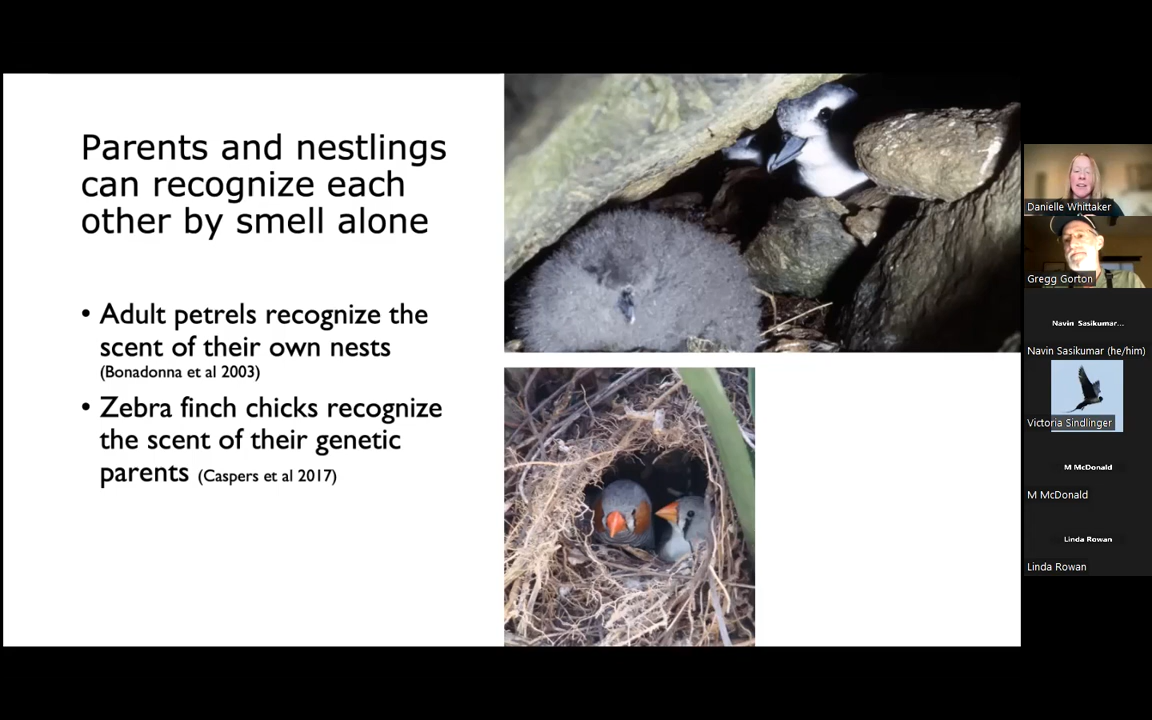 Parents and nestlings
can recognize each
other by smell alone
• Adult petrels recognize the
scent of their own nests
(Bonadonna et al 2003)
• Zebra finch chicks recognize
the scent of their genetic
parents (Caspers et al 2017)
Danielle Whittaker
Gregg Gorton
Navin Sasikumar...
Navin Sasikumar (he/him)
Victoria Sindlinger
M McDonald
M McDonald
Linda Rowan
Linda Rowan